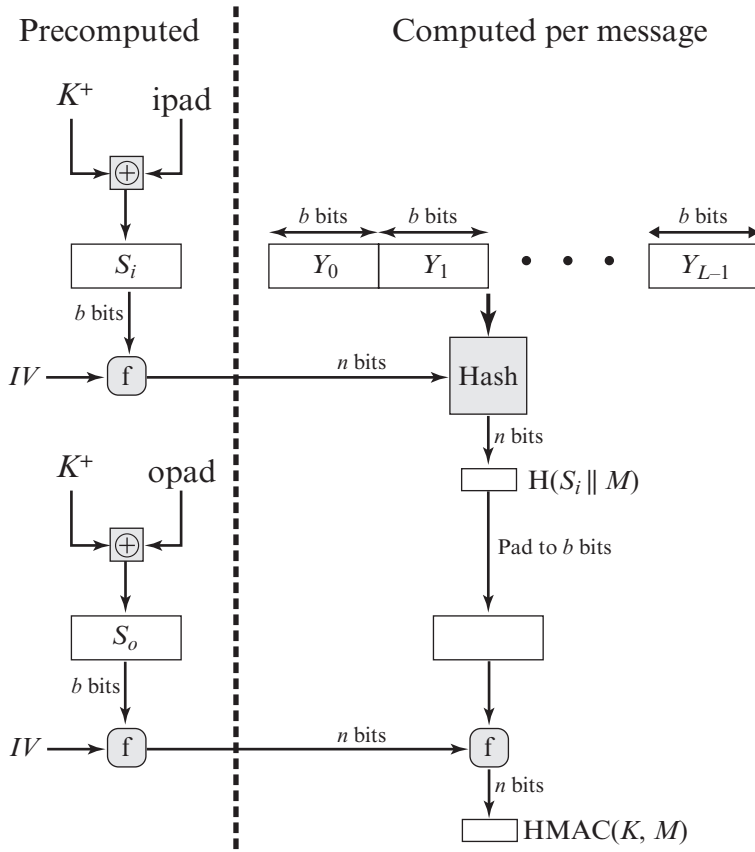 Precomputed
Computed per message
K⁺ ipad
⊕
b bits b bits b bits
S_i
Y_0 Y_1 • • • Y_{L–1}
b bits
IV f n bits Hash
n bits
K⁺ opad
H(S_i || M)
⊕
Pad to b bits
S_o
b bits
IV f n bits f
n bits
HMAC(K, M)